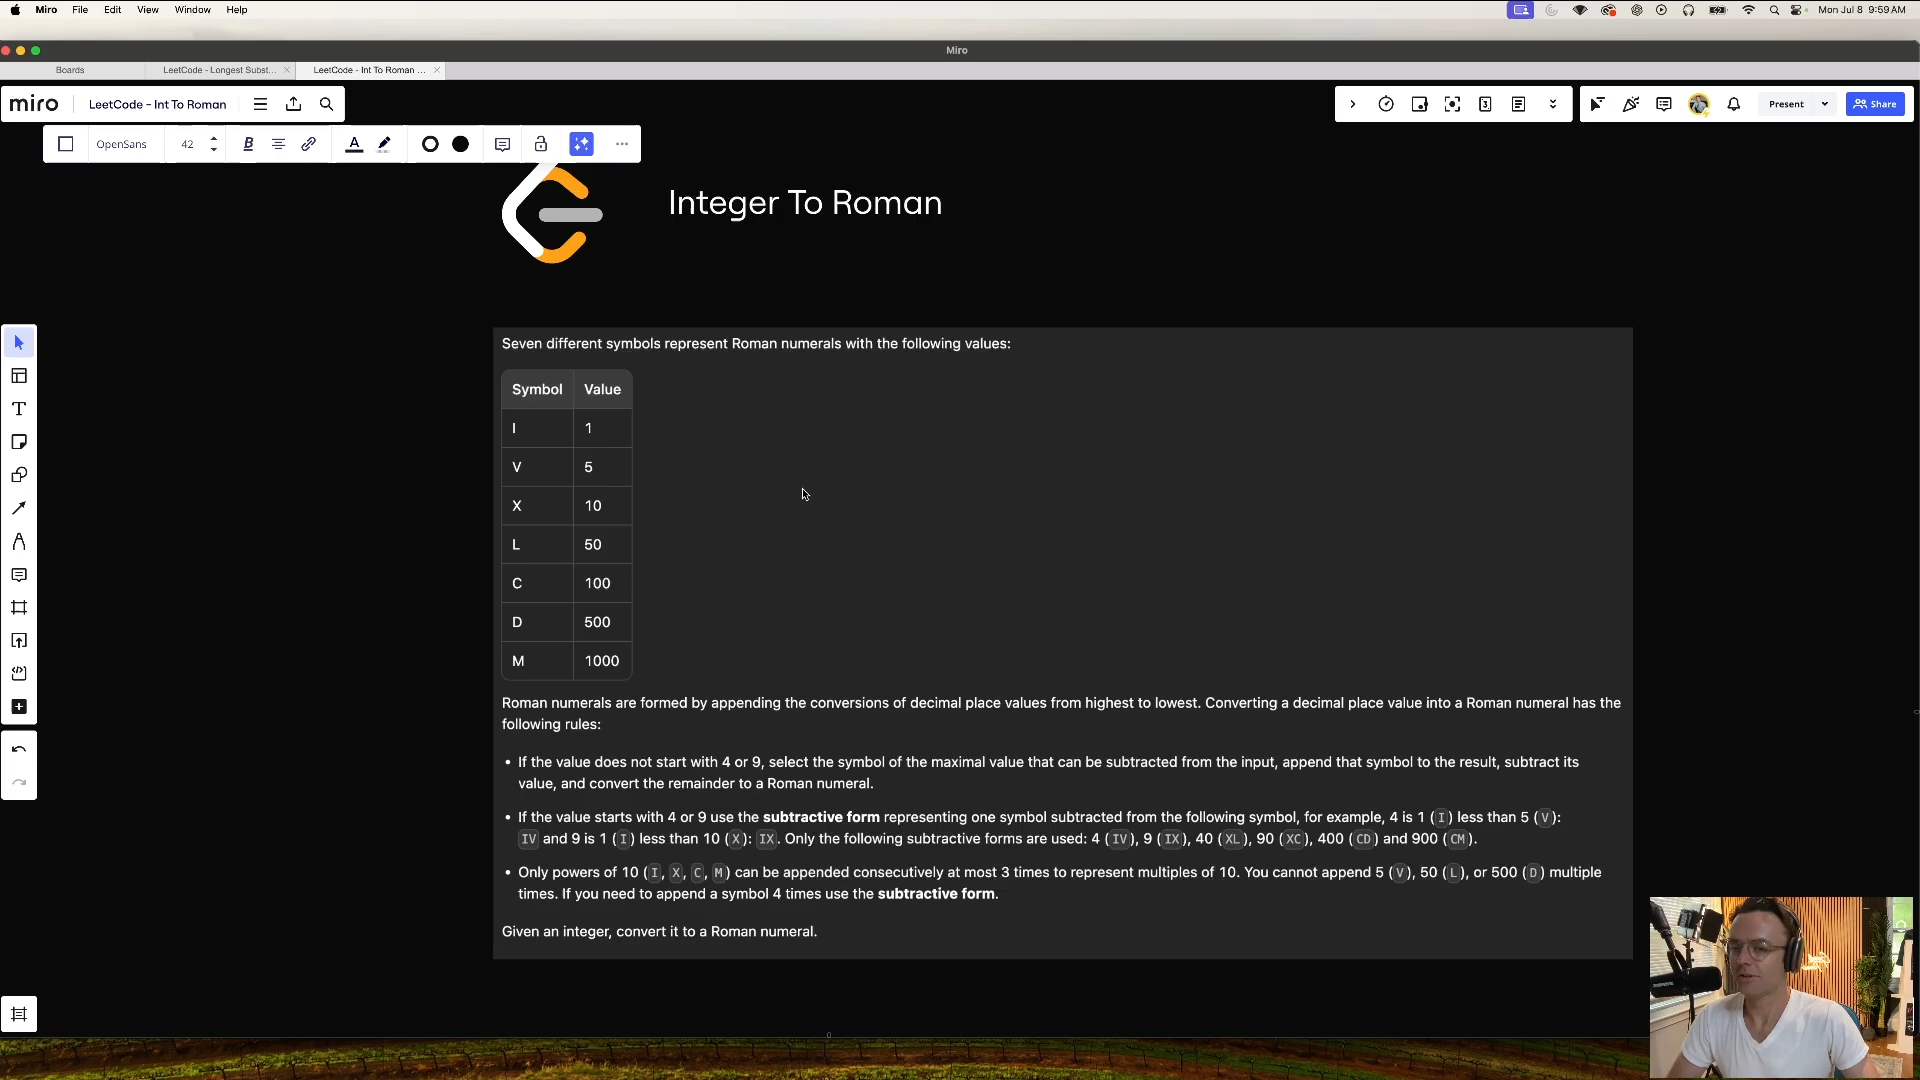 Miro File Edit View Window Help Mon Jul 8 9:59 AM
Miro
Boards LeetCode - Longest Subst... LeetCode - Int To Roman ...
miro LeetCode - Int To Roman Present Share
OpenSans 42 B A
Integer To Roman
Seven different symbols represent Roman numerals with the following values:
Symbol Value
I 1
V 5
X 10
L 50
C 100
D 500
M 1000
Roman numerals are formed by appending the conversions of decimal place values from highest to lowest. Converting a decimal place value into a Roman numeral has the
following rules:
• If the value does not start with 4 or 9, select the symbol of the maximal value that can be subtracted from the input, append that symbol to the result, subtract its
value, and convert the remainder to a Roman numeral.
• If the value starts with 4 or 9 use the subtractive form representing one symbol subtracted from the following symbol, for example, 4 is 1 (I) less than 5 (V):
IV and 9 is 1 (I) less than 10 (X): IX. Only the following subtractive forms are used: 4 (IV), 9 (IX), 40 (XL), 90 (XC), 400 (CD) and 900 (CM).
• Only powers of 10 (I, X, C, M) can be appended consecutively at most 3 times to represent multiples of 10. You cannot append 5 (V), 50 (L), or 500 (D) multiple
times. If you need to append a symbol 4 times use the subtractive form.
Given an integer, convert it to a Roman numeral.